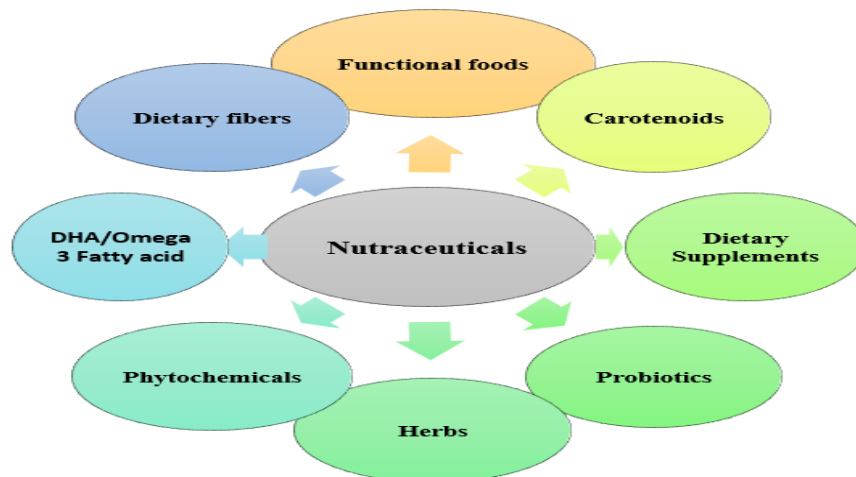 Functional foods
Dietary fibers
Carotenoids
DHA/Omega
3 Fatty acid
Nutraceuticals
Dietary
Supplements
Phytochemicals
Probiotics
Herbs